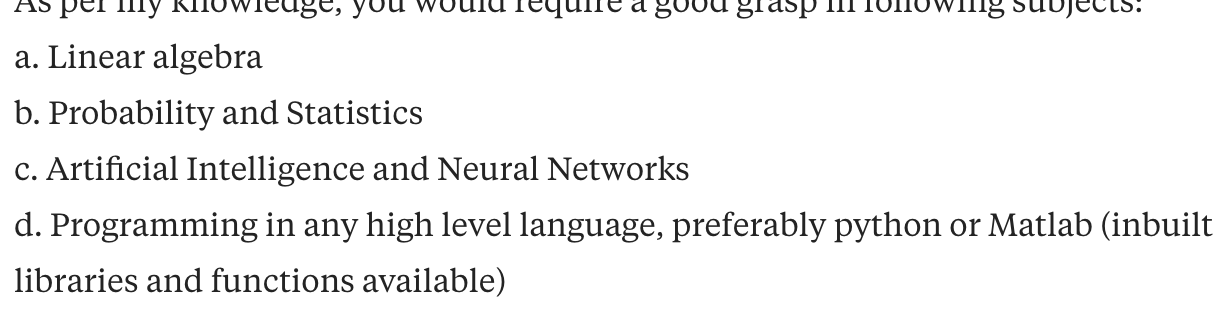 As per my knowledge, you would require a good grasp in following subjects:
a. Linear algebra
b. Probability and Statistics
c. Artificial Intelligence and Neural Networks
d. Programming in any high level language, preferably python or Matlab (inbuilt
libraries and functions available)